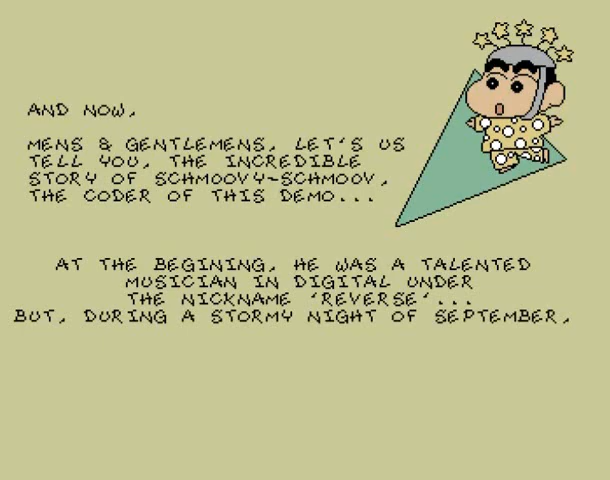 AND NOW,
MENS & GENTLEMENS, LET'S US
TELL YOU, THE INCREDIBLE
STORY OF SCHMOOVY-SCHMOOV,
THE CODER OF THIS DEMO...
AT THE BEGINING, HE WAS A TALENTED
MUSICIAN IN DIGITAL UNDER
THE NICKNAME 'REVERSE'...
BUT, DURING A STORMY NIGHT OF SEPTEMBER,